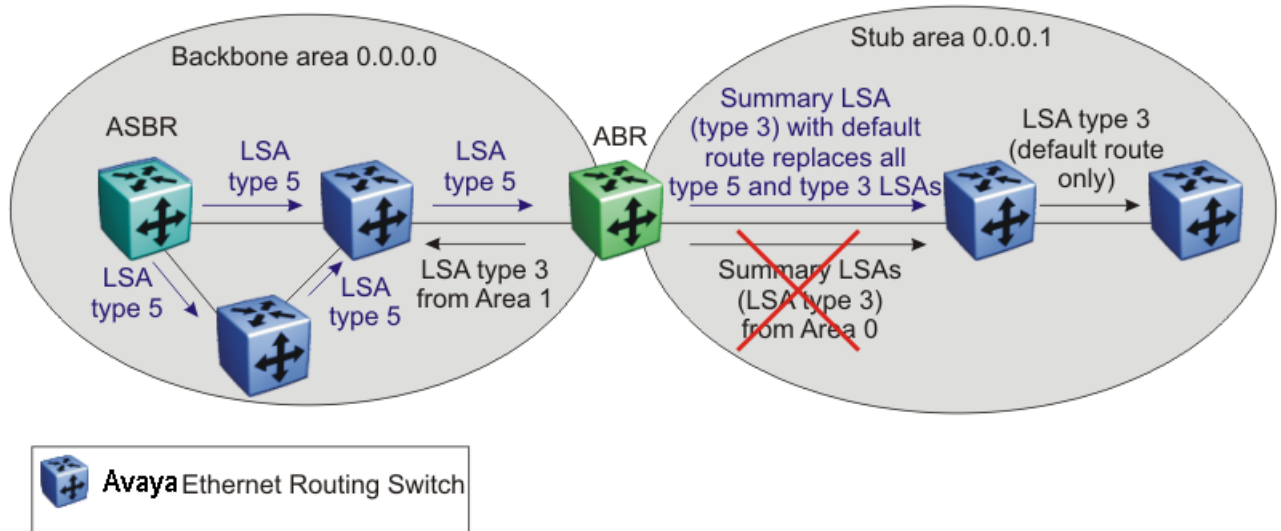 Backbone area 0.0.0.0
Stub area 0.0.0.1
ASBR
LSA
type 5
LSA
type 5
ABR
Summary LSA
(type 3) with default
route replaces all
type 5 and type 3 LSAs
LSA type 3
(default route
only)
LSA
type 5
LSA
type 5
LSA type 3
from Area 1
Summary LSAs
(LSA type 3)
from Area 0
Avaya Ethernet Routing Switch